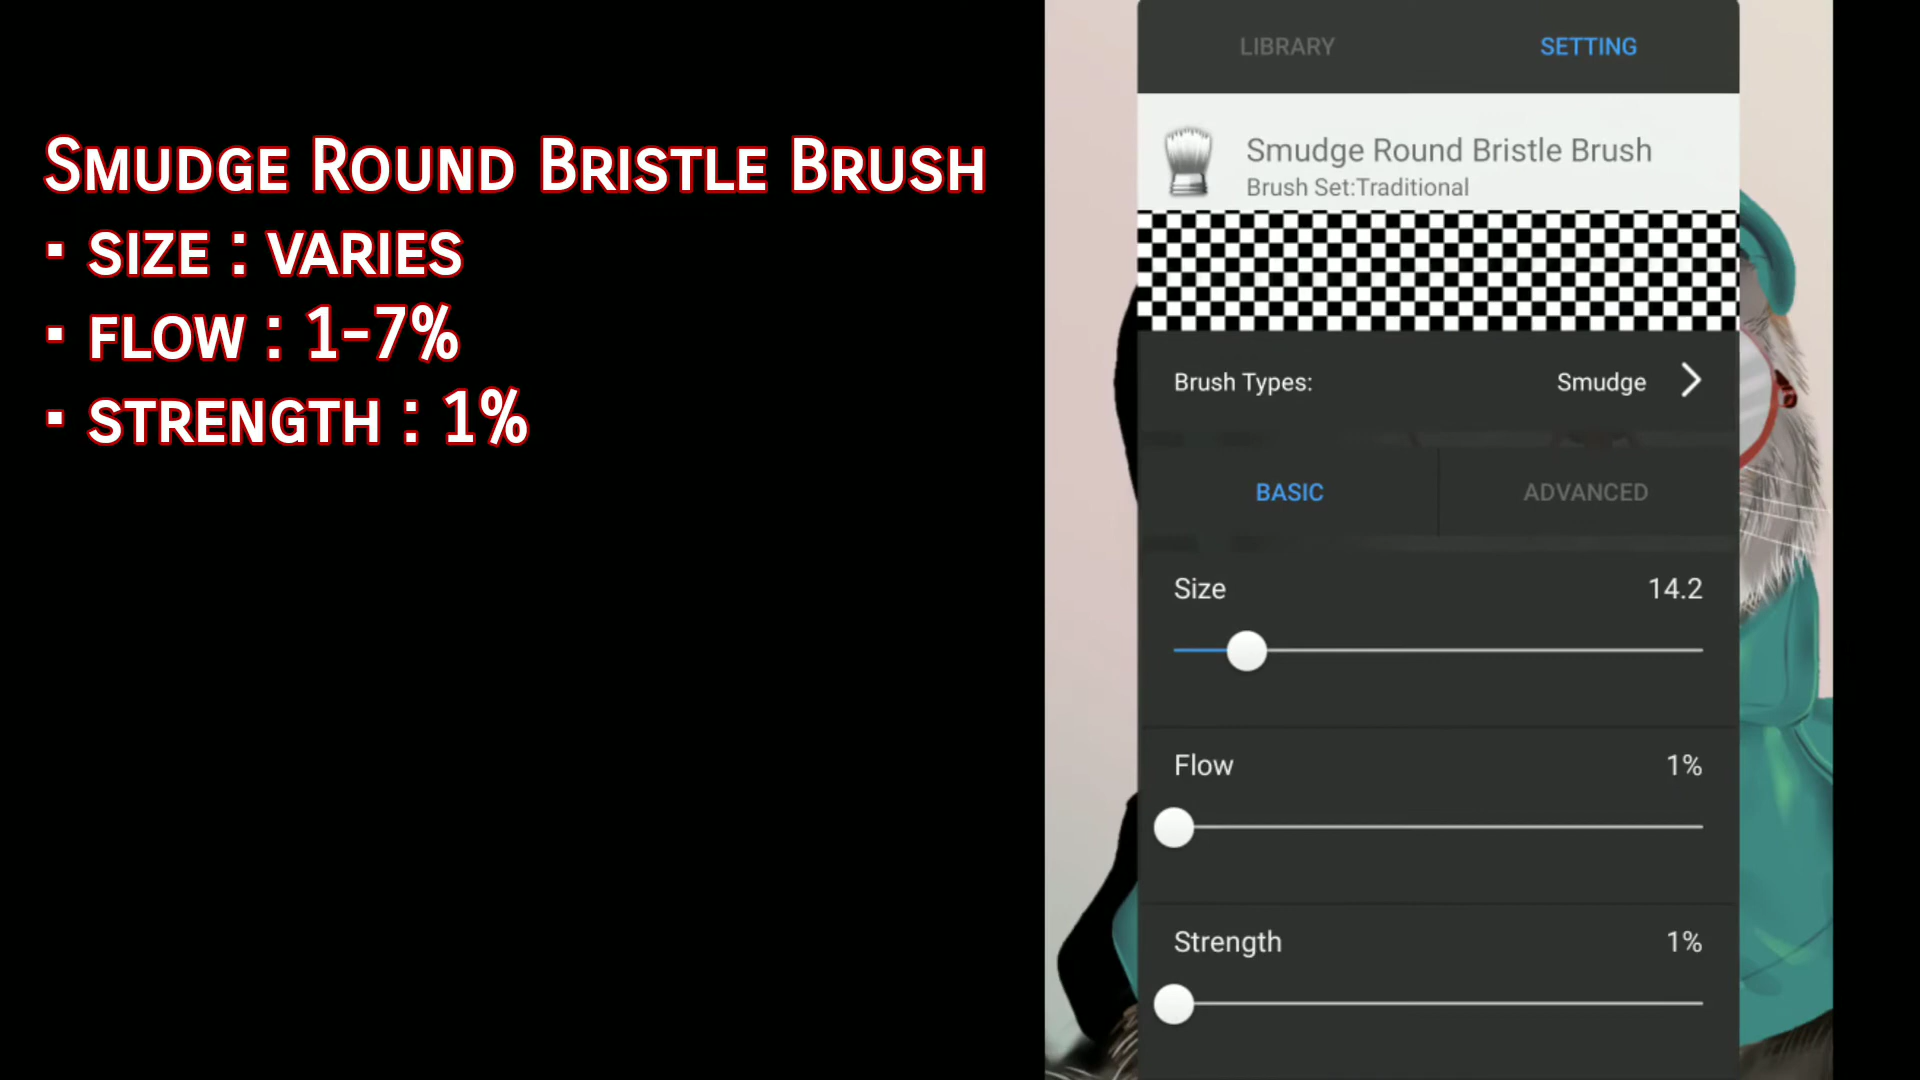 Smudge Round Bristle Brush
▪ size : varies
▪ flow : 1-7%
▪ strength : 1%
LIBRARY SETTING
Smudge Round Bristle Brush
Brush Set:Traditional
Brush Types: Smudge
BASIC ADVANCED
Size 14.2
Flow 1%
Strength 1%